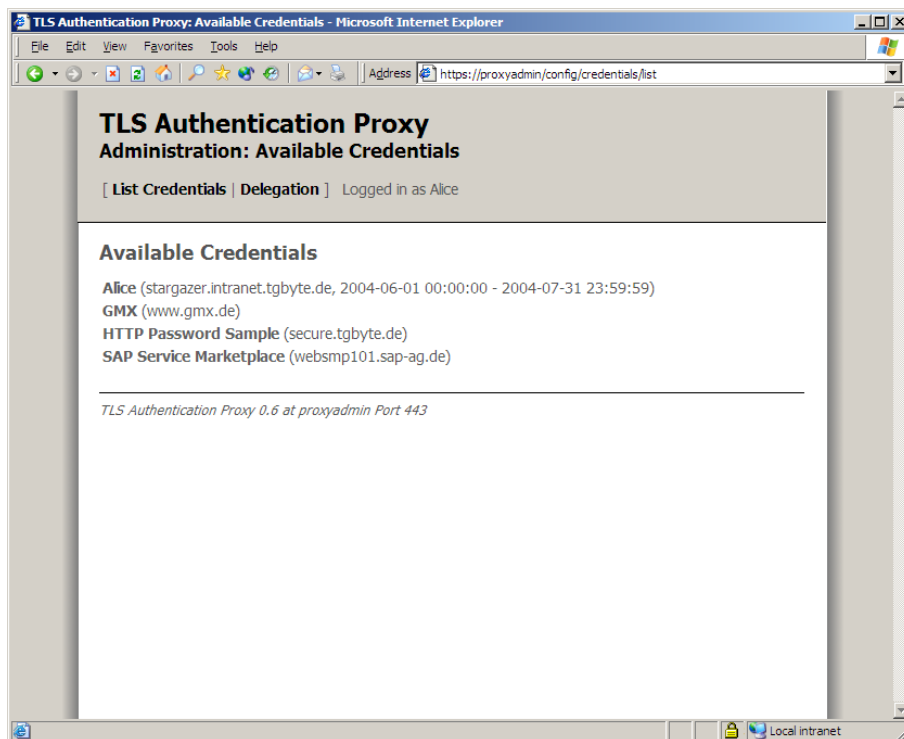 TLS Authentication Proxy: Available Credentials - Microsoft Internet Explorer
File Edit View Favorites Tools Help
Address https://proxyadmin/config/credentials/list
TLS Authentication Proxy
Administration: Available Credentials
[ List Credentials | Delegation ] Logged in as Alice
Available Credentials
Alice (stargazer.intranet.tgbyte.de, 2004-06-01 00:00:00 - 2004-07-31 23:59:59)
GMX (www.gmx.de)
HTTP Password Sample (secure.tgbyte.de)
SAP Service Marketplace (websmp101.sap-ag.de)
TLS Authentication Proxy 0.6 at proxyadmin Port 443
Local intranet